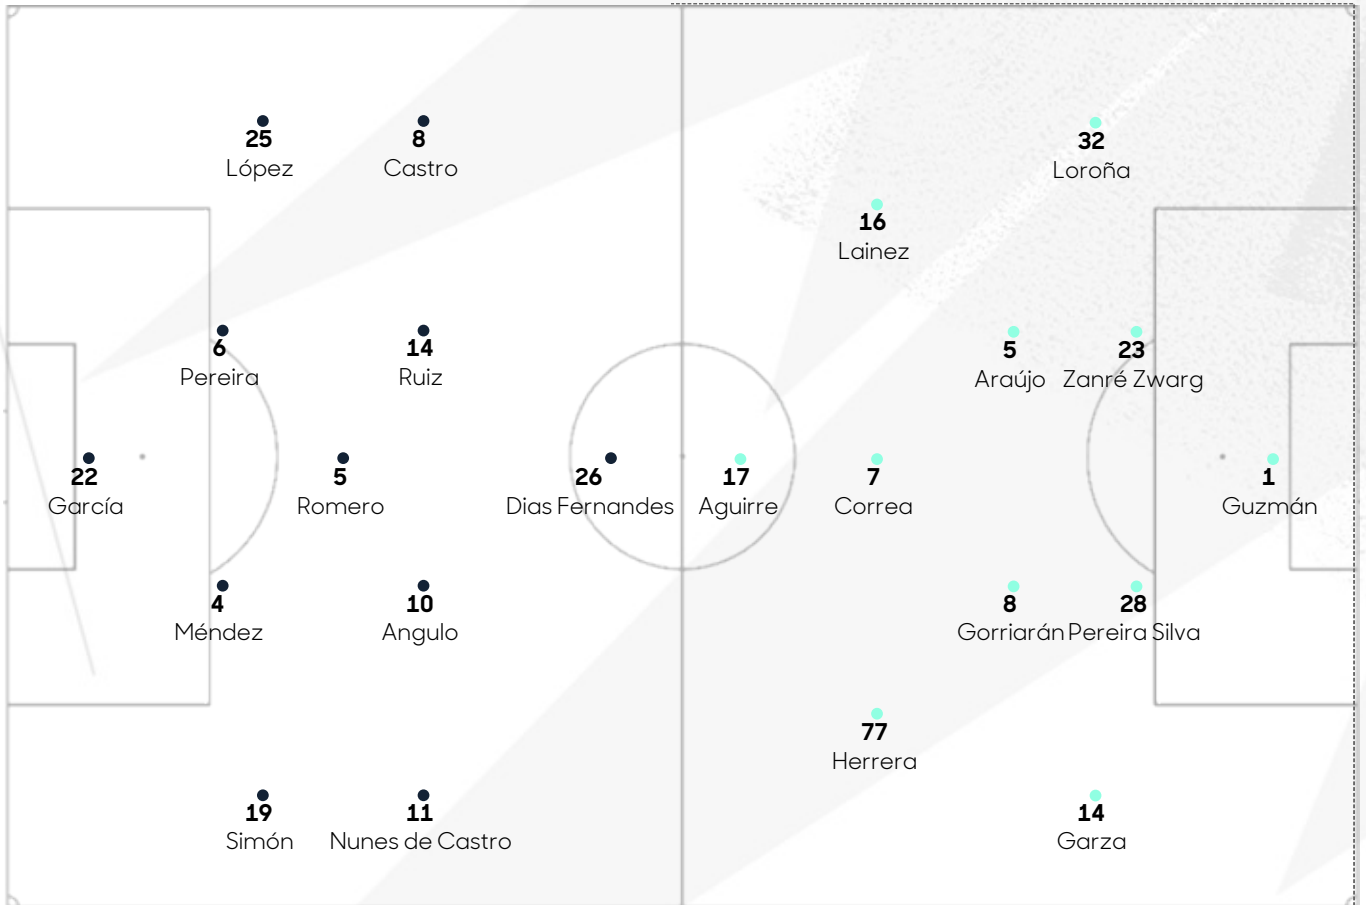 25
López
8
Castro
32
Loroña
16
Lainez
6
Pereira
14
Ruiz
5
Araújo
23
Zanré Zwarg
22
García
5
Romero
26
Dias Fernandes
17
Aguirre
7
Correa
1
Guzmán
4
Méndez
10
Angulo
8
Gorriarán
28
Pereira Silva
77
Herrera
19
Simón
11
Nunes de Castro
14
Garza